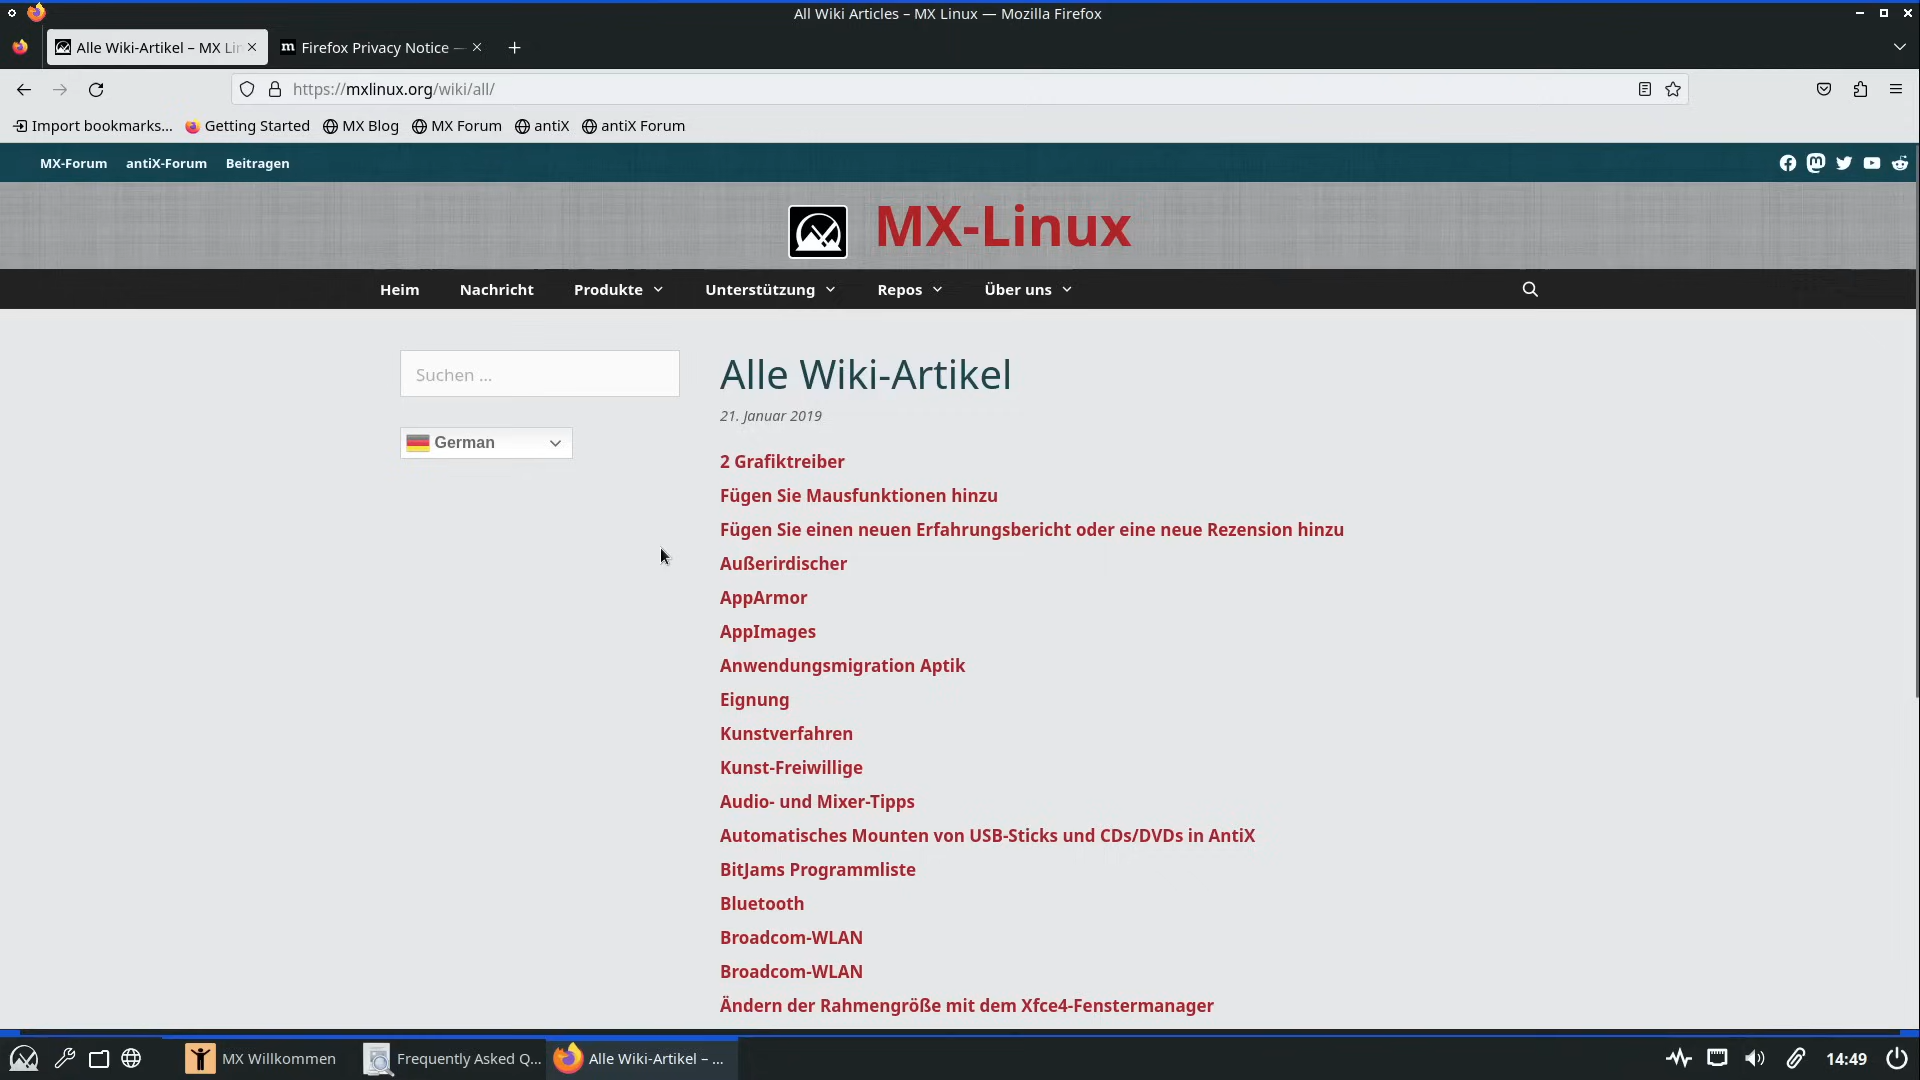 All Wiki Articles – MX Linux — Mozilla Firefox
Alle Wiki-Artikel – MX Lin
Firefox Privacy Notice —
https://mxlinux.org/wiki/all/
Import bookmarks... Getting Started MX Blog MX Forum antiX antiX Forum
MX-Forum antiX-Forum Beitragen
MX-Linux
Heim Nachricht Produkte Unterstützung Repos Über uns
Suchen ...
German
Alle Wiki-Artikel
21. Januar 2019
2 Grafiktreiber
Fügen Sie Mausfunktionen hinzu
Fügen Sie einen neuen Erfahrungsbericht oder eine neue Rezension hinzu
Außerirdischer
AppArmor
AppImages
Anwendungsmigration Aptik
Eignung
Kunstverfahren
Kunst-Freiwillige
Audio- und Mixer-Tipps
Automatisches Mounten von USB-Sticks und CDs/DVDs in AntiX
BitJams Programmliste
Bluetooth
Broadcom-WLAN
Broadcom-WLAN
Ändern der Rahmengröße mit dem Xfce4-Fenstermanager
MX Willkommen Frequently Asked Q... Alle Wiki-Artikel – ... 14:49